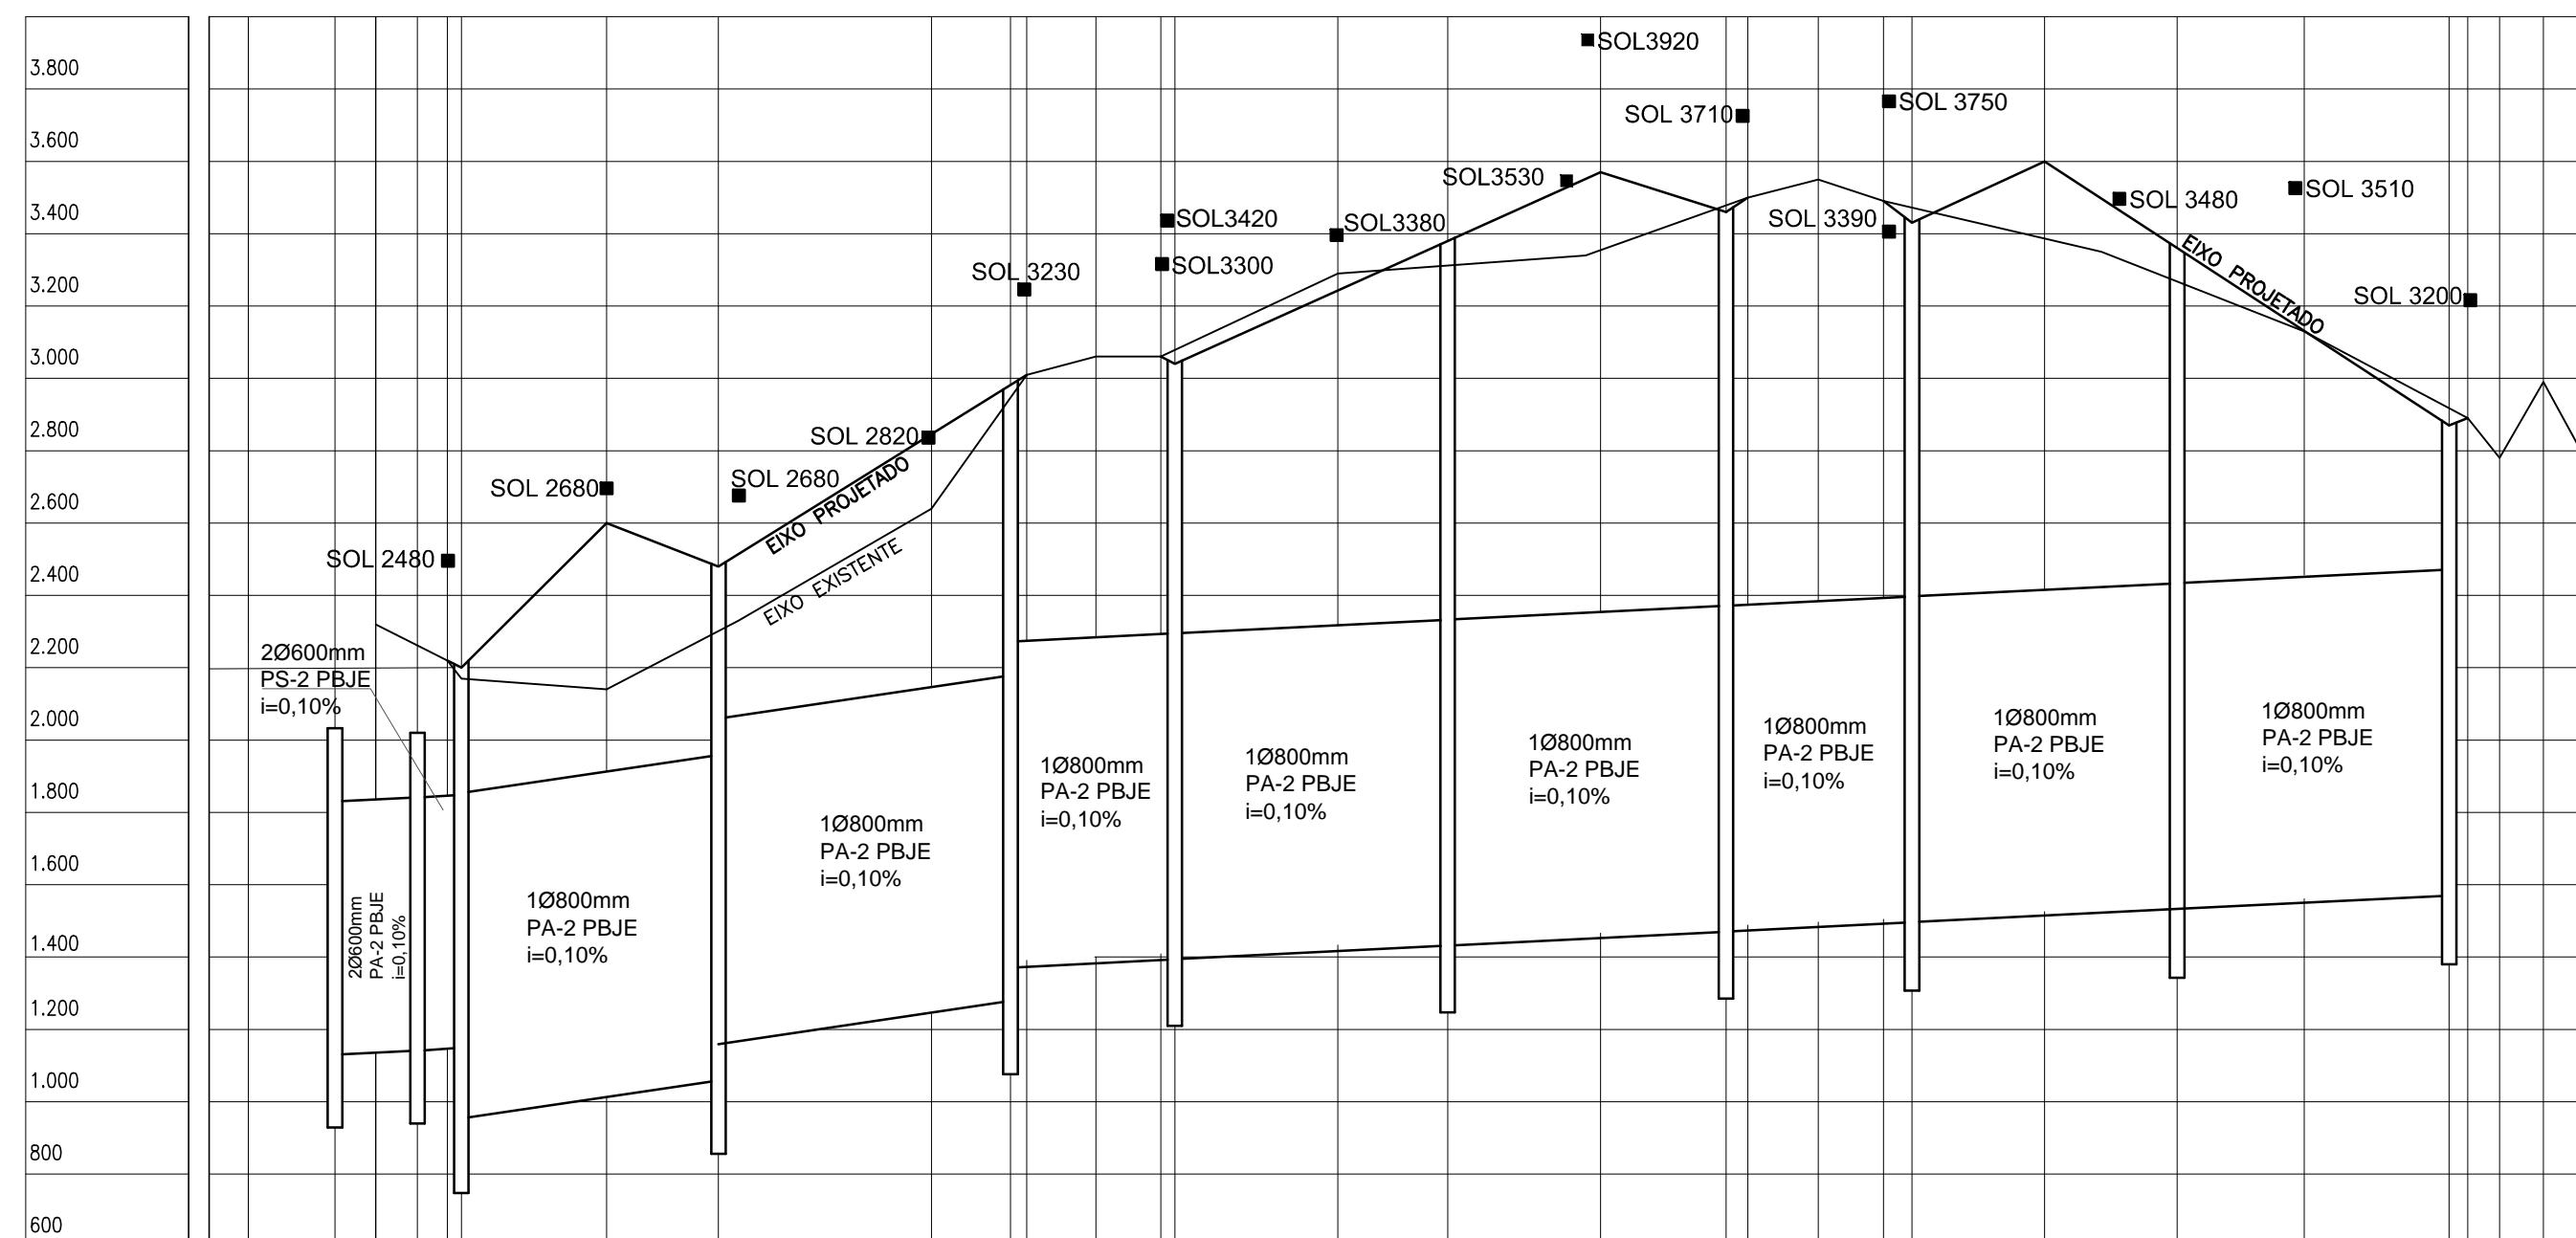 3.800
3.600
3.400
3.200
3.000
2.800
2.600
2.400
2.200
2.000
1.800
1.600
1.400
1.200
1.000
800
600
SOL 2480
SOL 2680
SOL 2680
SOL 2820
SOL 3230
SOL3420
SOL3300
SOL3380
SOL3530
SOL3920
SOL 3710
SOL 3750
SOL 3390
SOL 3480
SOL 3510
SOL 3200
EIXO PROJETADO
EIXO EXISTENTE
EIXO PROJETADO
2Ø600mm
PS-2 PBJE
i=0,10%
2Ø600mm
PA-2 PBJE
i=0,10%
1Ø800mm
PA-2 PBJE
i=0,10%
1Ø800mm
PA-2 PBJE
i=0,10%
1Ø800mm
PA-2 PBJE
i=0,10%
1Ø800mm
PA-2 PBJE
i=0,10%
1Ø800mm
PA-2 PBJE
i=0,10%
1Ø800mm
PA-2 PBJE
i=0,10%
1Ø800mm
PA-2 PBJE
i=0,10%
1Ø800mm
PA-2 PBJE
i=0,10%